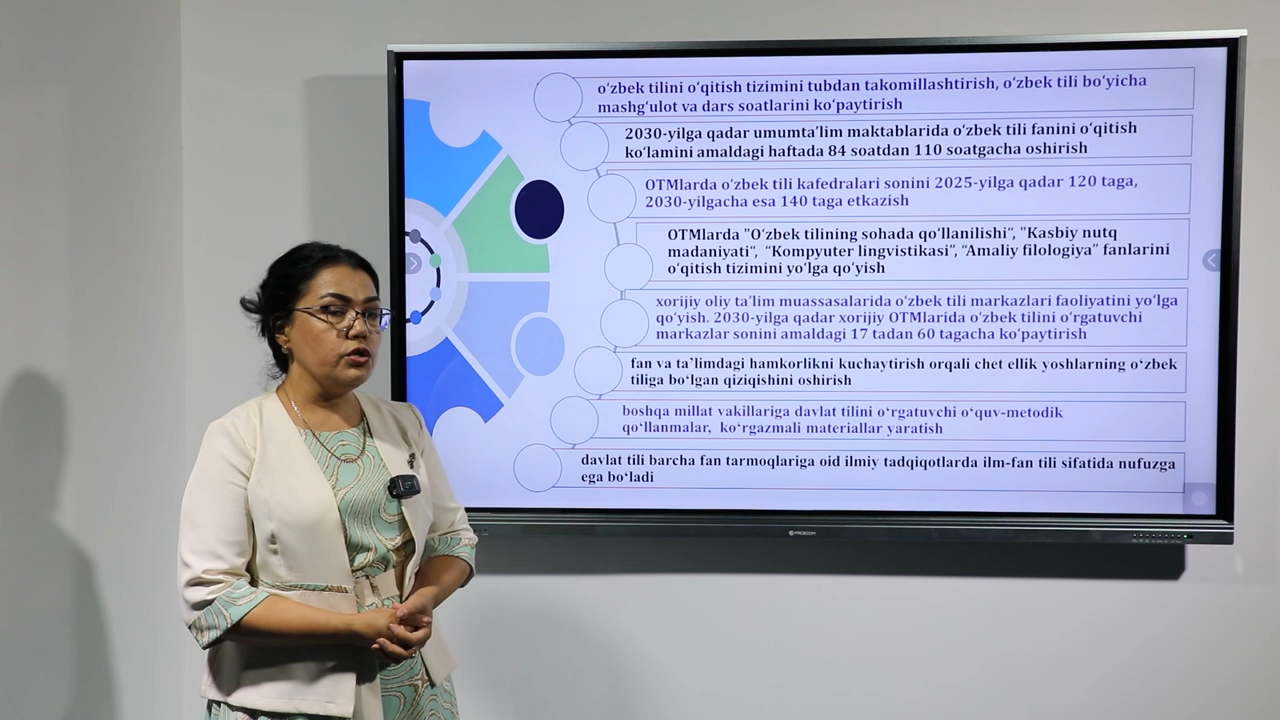 o‘zbek tilini o‘qitish tizimini tubdan takomillashtirish, o‘zbek tili bo‘yicha
mashg‘ulot va dars soatlarini ko‘paytirish
2030-yilga qadar umumta’lim maktablarida o‘zbek tili fanini o‘qitish
ko‘lamini amaldagi haftada 84 soatdan 110 soatgacha oshirish
OTMlarda o‘zbek tili kafedralari sonini 2025-yilga qadar 120 taga,
2030-yilgacha esa 140 taga etkazish
OTMlarda "O‘zbek tilining sohada qo‘llanilishi“, "Kasbiy nutq
madaniyati“, “Kompyuter lingvistikasi”, “Amaliy filologiya” fanlarini
o‘qitish tizimini yo‘lga qo‘yish
xorijiy oliy ta’lim muassasalarida o‘zbek tili markazlari faoliyatini yo‘lga
qo‘yish. 2030-yilga qadar xorijiy OTMlarda o‘zbek tilini o‘rgatuvchi
markazlar sonini amaldagi 17 tadan 60 tagacha ko‘paytirish
fan va ta’limdagi hamkorlikni kuchaytirish orqali chet ellik yoshlarning o‘zbek
tiliga bo‘lgan qiziqishini oshirish
boshqa millat vakillariga davlat tilini o‘rgatuvchi o‘quv-metodik
qo‘llanmalar, ko‘rgazmali materiallar yaratish
davlat tili barcha fan tarmoqlariga oid ilmiy tadqiqotlarda ilm-fan tili sifatida nufuzga
ega bo‘ladi